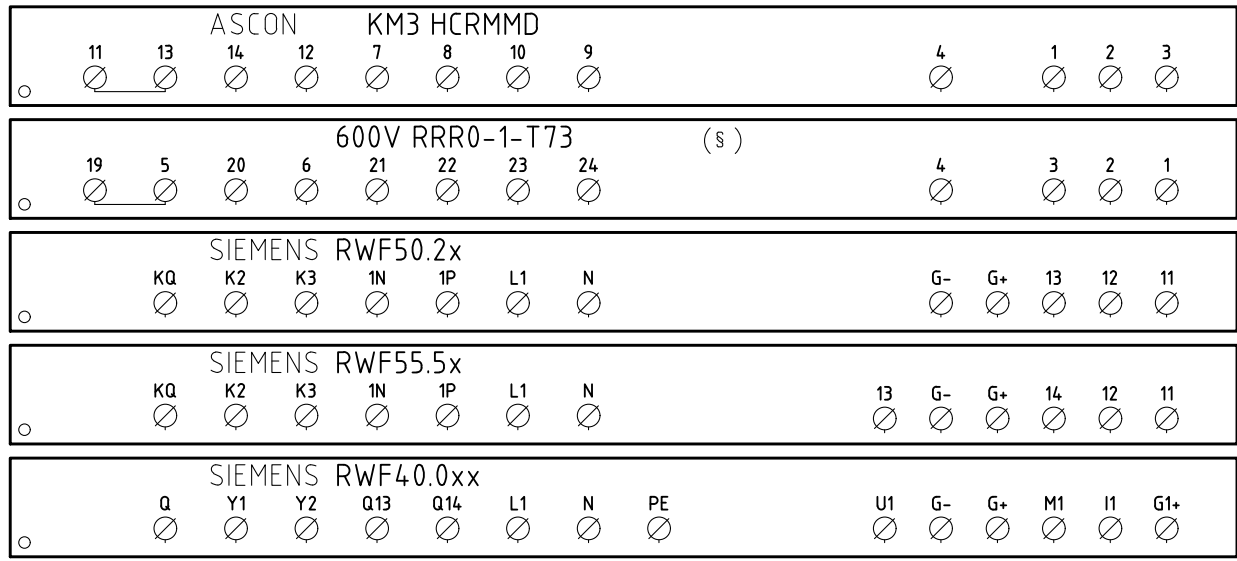 ASCON KM3 HCRMMD
11 13 14 12 7 8 10 9 4 1 2 3
600V RRR0-1-T73 (§)
19 5 20 6 21 22 23 24 4 3 2 1
SIEMENS RWF50.2x
KQ K2 K3 1N 1P L1 N G- G+ 13 12 11
SIEMENS RWF55.5x
KQ K2 K3 1N 1P L1 N 13 G- G+ 14 12 11
SIEMENS RWF40.0xx
Q Y1 Y2 Q13 Q14 L1 N PE U1 G- G+ M1 I1 G1+